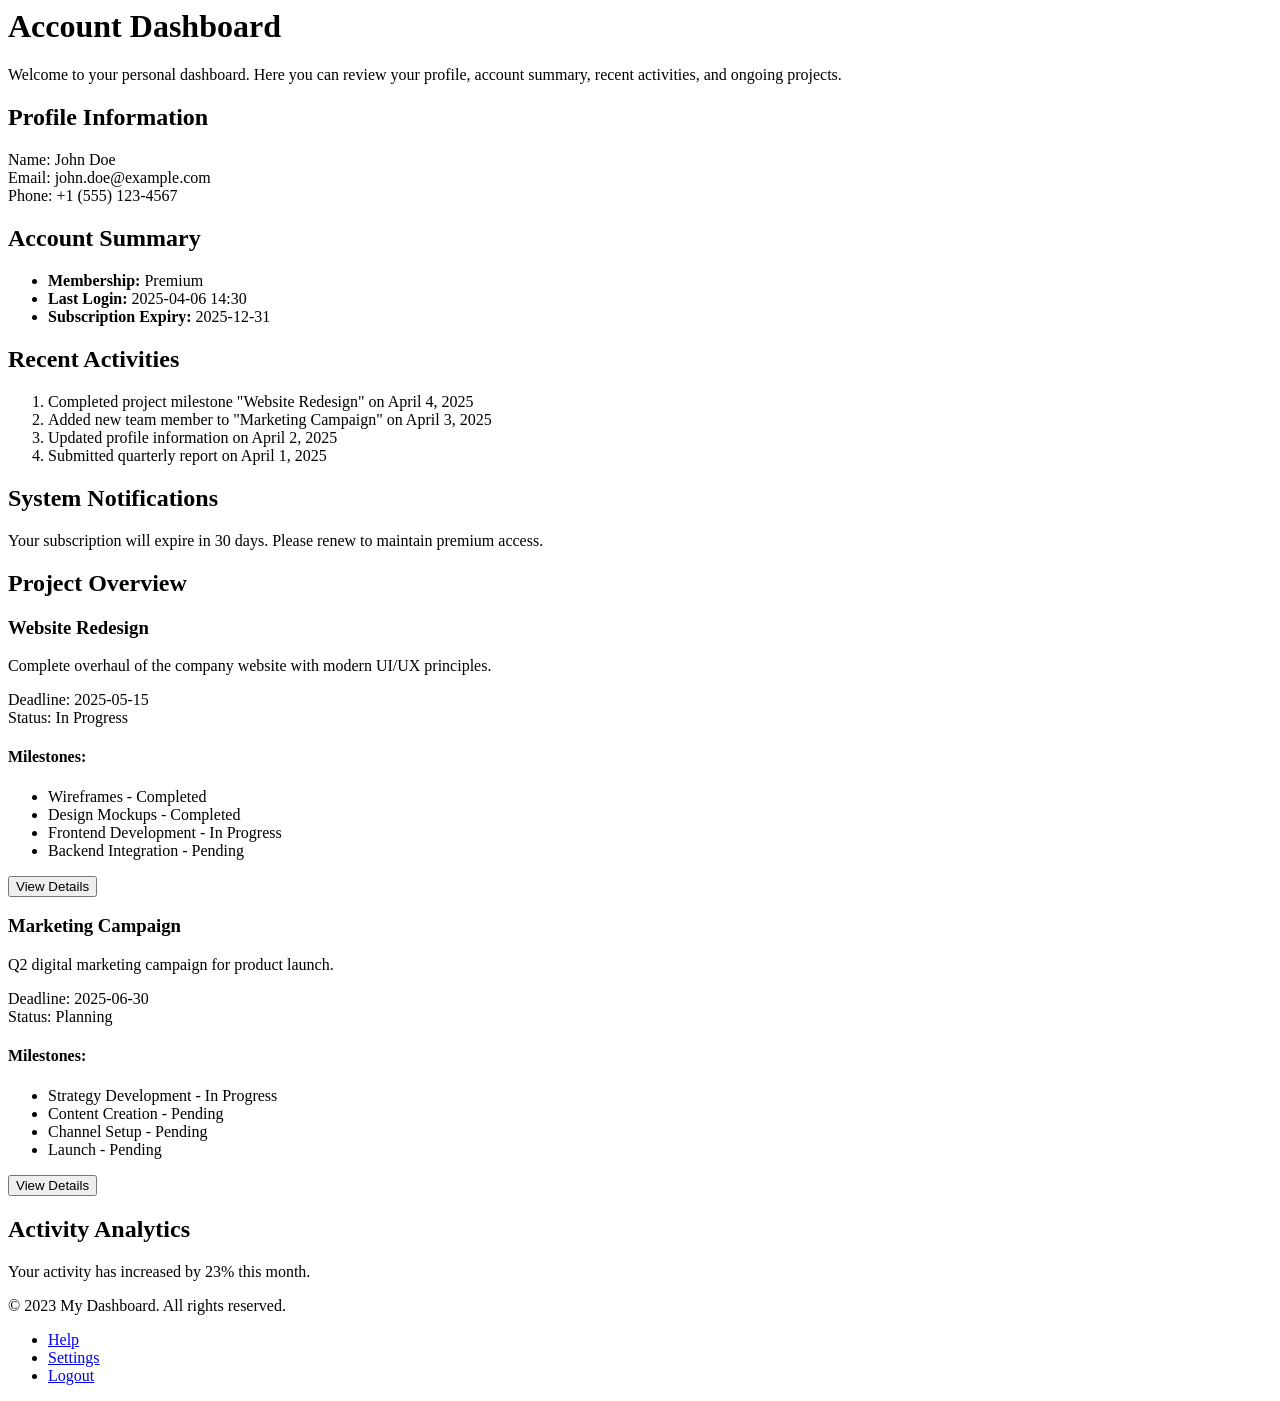 Account Dashboard
Welcome to your personal dashboard. Here you can review your profile, account summary, recent activities, and ongoing projects.
Profile Information
Name: John Doe
Email: john.doe@example.com
Phone: +1 (555) 123-4567
Account Summary
• Membership: Premium
• Last Login: 2025-04-06 14:30
• Subscription Expiry: 2025-12-31
Recent Activities
1. Completed project milestone "Website Redesign" on April 4, 2025
2. Added new team member to "Marketing Campaign" on April 3, 2025
3. Updated profile information on April 2, 2025
4. Submitted quarterly report on April 1, 2025
System Notifications
Your subscription will expire in 30 days. Please renew to maintain premium access.
Project Overview
Website Redesign
Complete overhaul of the company website with modern UI/UX principles.
Deadline: 2025-05-15
Status: In Progress
Milestones:
• Wireframes - Completed
• Design Mockups - Completed
• Frontend Development - In Progress
• Backend Integration - Pending
View Details
Marketing Campaign
Q2 digital marketing campaign for product launch.
Deadline: 2025-06-30
Status: Planning
Milestones:
• Strategy Development - In Progress
• Content Creation - Pending
• Channel Setup - Pending
• Launch - Pending
View Details
Activity Analytics
Your activity has increased by 23% this month.
© 2023 My Dashboard. All rights reserved.
• Help
• Settings
• Logout